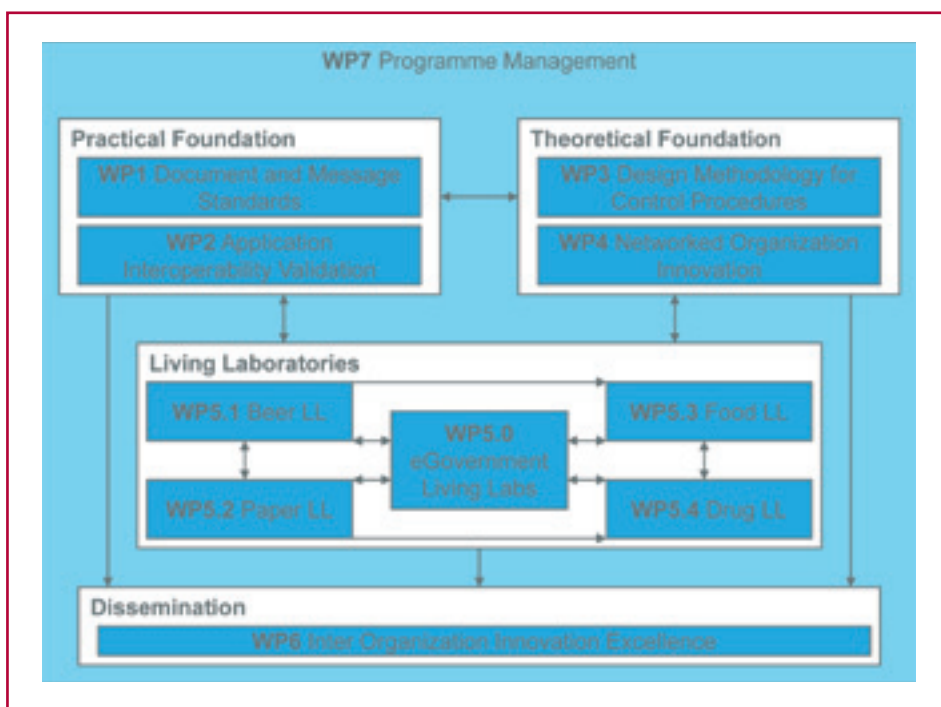 WP7 Programme Management
Practical Foundation
WP1 Document and Message
Standards
WP2 Application
Interoperability Validation
Theoretical Foundation
WP3 Design Methodology for
Control Procedures
WP4 Networked Organization
Innovation
Living Laboratories
WP5.1 Beer LL
WP5.2 Paper LL
WP5.0
eGovernment
Living Labs
WP5.3 Food LL
WP5.4 Drug LL
Dissemination
WP6 Inter Organization Innovation Excellence